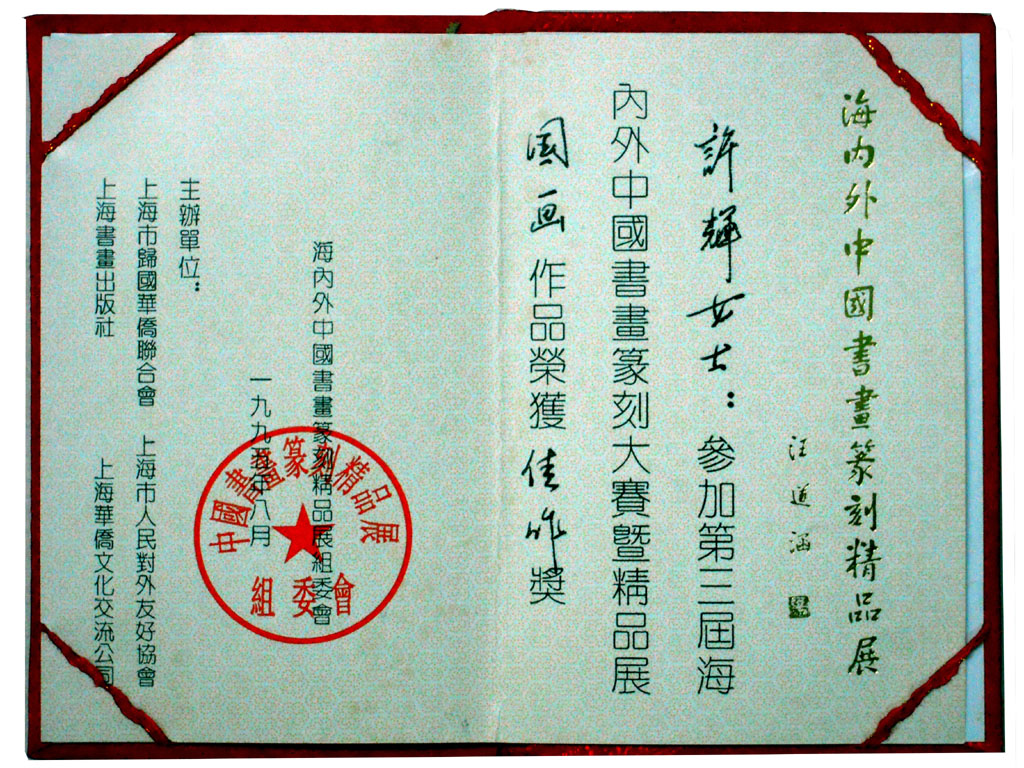 海内外中國書畫篆刻精品展
汪道涵
許輝女士：參加第三屆海
內外中國書畫篆刻大賽暨精品展
国画作品榮獲佳作獎
海內外中國書畫篆刻精品展組委會
一九九五年八月
中國書畫篆刻精品展
組委會
主辦單位：
上海市歸國華僑聯合會 上海市人民對外友好協會
上海書畫出版社 上海華僑文化交流公司